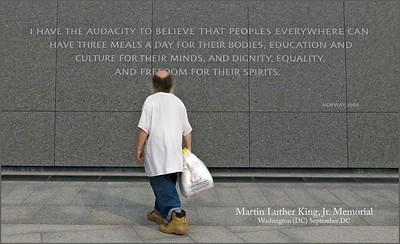 I HAVE THE AUDACITY TO BELIEVE THAT PEOPLES EVERYWHERE CAN
HAVE THREE MEALS A DAY FOR THEIR BODIES, EDUCATION AND
CULTURE FOR THEIR MINDS, AND DIGNITY, EQUALITY,
AND FREEDOM FOR THEIR SPIRITS.
NORWAY, 1964
Martin Luther King, Jr. Memorial
Washington (DC) September DC